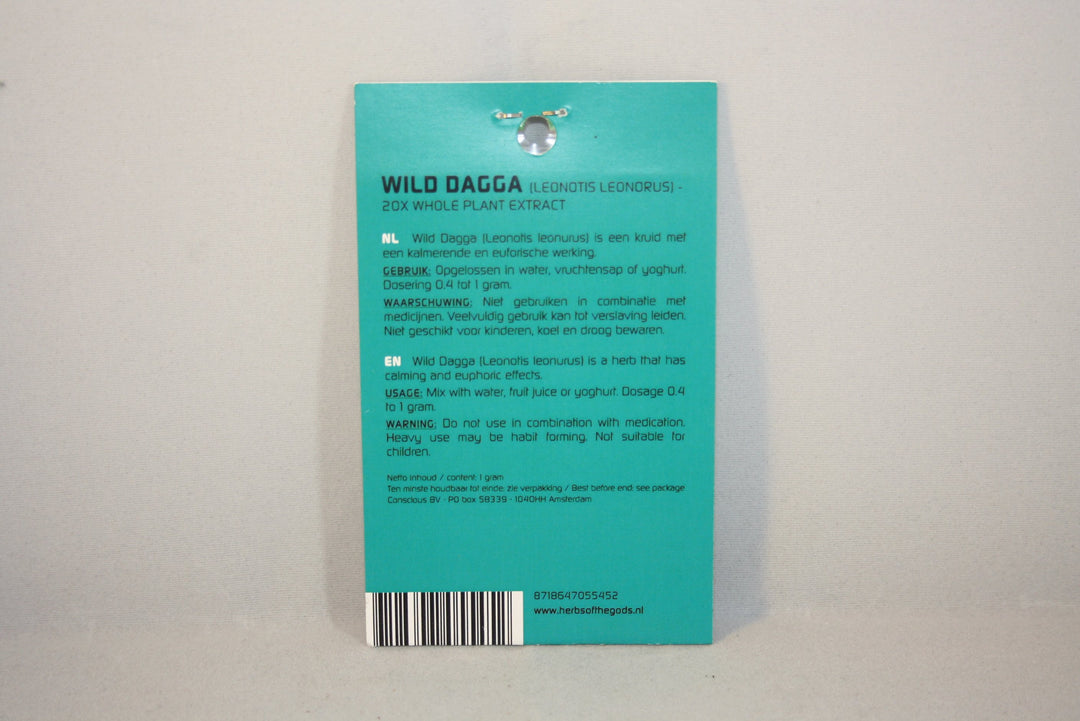 WILD DAGGA (LEONOTIS LEONORUS) -
20X WHOLE PLANT EXTRACT
NL Wild Dagga (Leonotis leonurus) is een kruid met
een kalmerende en euforische werking.
GEBRUIK: Opgelossen in water, vruchtensap of yoghurt.
Dosering 0.4 tot 1 gram.
WAARSCHUWING: Niet gebruiken in combinatie met
medicijnen. Veelvuldig gebruik kan tot verslaving leiden.
Niet geschikt voor kinderen, koel en droog bewaren.
EN Wild Dagga (Leonotis leonurus) is a herb that has
calming and euphoric effects.
USAGE: Mix with water, fruit juice or yoghurt. Dosage 0.4
to 1 gram.
WARNING: Do not use in combination with medication.
Heavy use may be habit forming. Not suitable for
children.
Netto inhoud / content: 1 gram
Ten minste houdbaar tot einde: zie verpakking / Best before end: see package
Conscious BV - PO box 58339 - 1040HH Amsterdam
8718647055452
www.herbsofthegods.nl